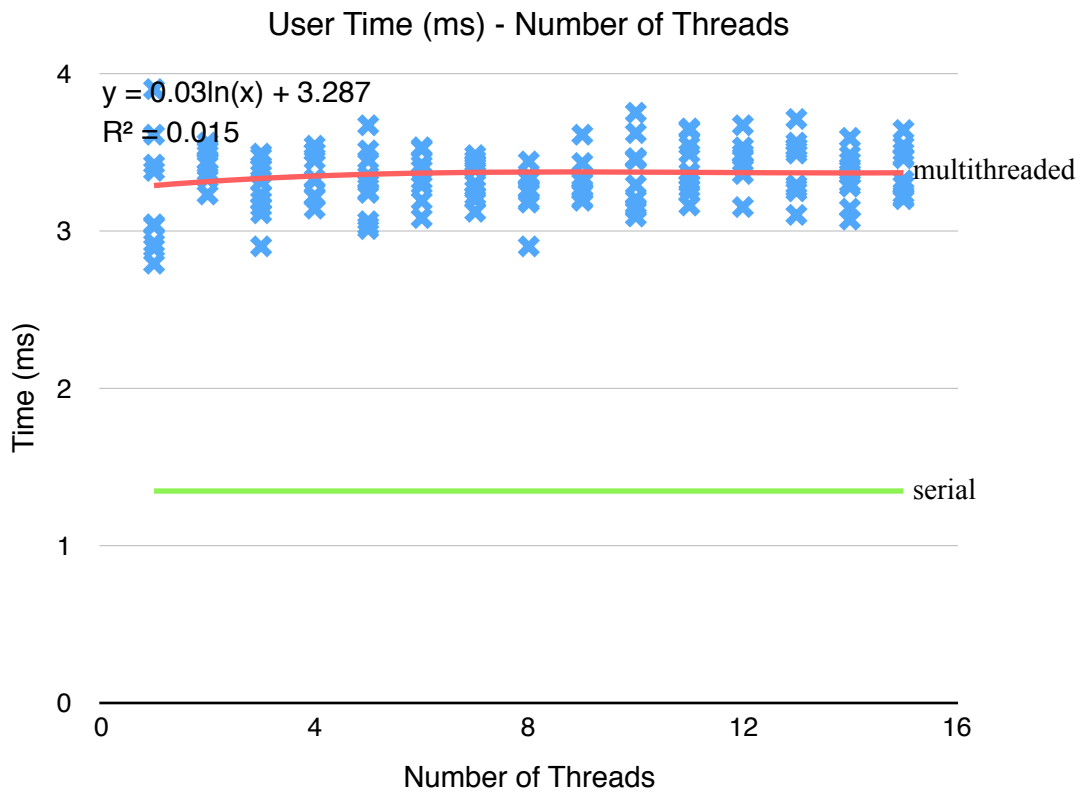 User Time (ms) - Number of Threads
4
y = 0.03ln(x) + 3.287
R² = 0.015
multithreaded
3
Time (ms)
2
serial
1
0
0 4 8 12 16
Number of Threads